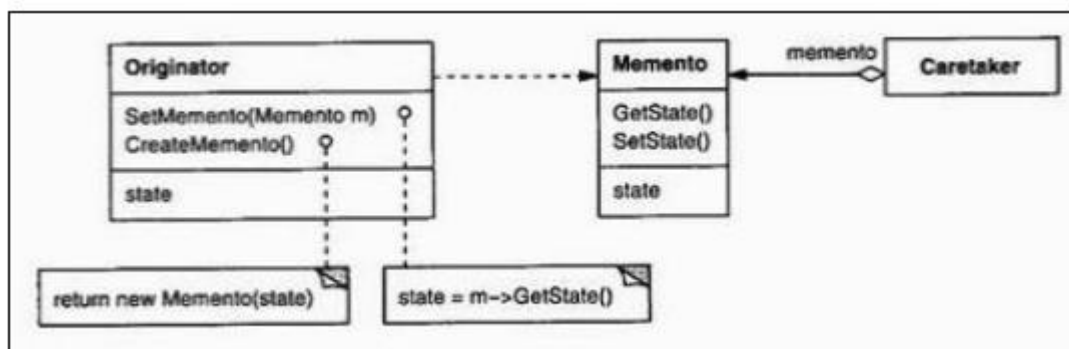 Originator
SetMemento(Memento m)
CreateMemento()
state
Memento
GetState()
SetState()
state
memento
Caretaker
return new Memento(state)
state = m->GetState()